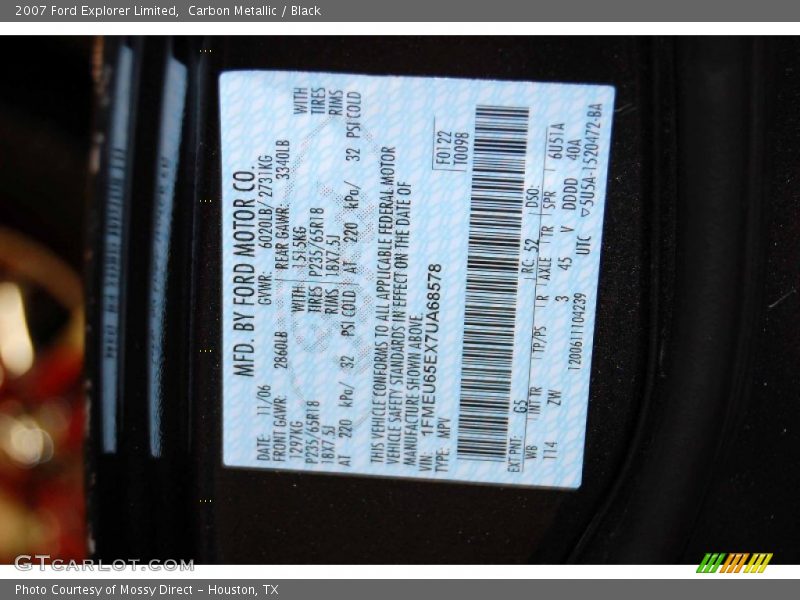 2007 Ford Explorer Limited, Carbon Metallic / Black
MFD. BY FORD MOTOR CO.
DATE: 11/06 GVWR: 6020LB/ 2731KG
FRONT GAWR: 2860LB REAR GAWR: 3340LB WITH
1297KG WITH 1515KG TIRES
P235/65R18 TIRES P235/65R18 RIMS
18X7.5J RIMS 18X7.5J
AT 220 kPa/ 32 PSI COLD AT 220 kPa/ 32 PSI COLD
THIS VEHICLE CONFORMS TO ALL APPLICABLE FEDERAL MOTOR
VEHICLE SAFETY STANDARDS IN EFFECT ON THE DATE OF
MANUFACTURE SHOWN ABOVE.
VIN: 1FMEU65EX7UA68578 F0122
TYPE: MPV T0098
EXT PNT: G5 RC: 52 DSO:
WB INT TR TP/PS R AXLE TR SPR 6U51A
114 ZW 3 45 V DDDD 40A
1200611104239 UTC ▽5U5A-1520472-BA
GTCARLOT.COM
Photo Courtesy of Mossy Direct - Houston, TX